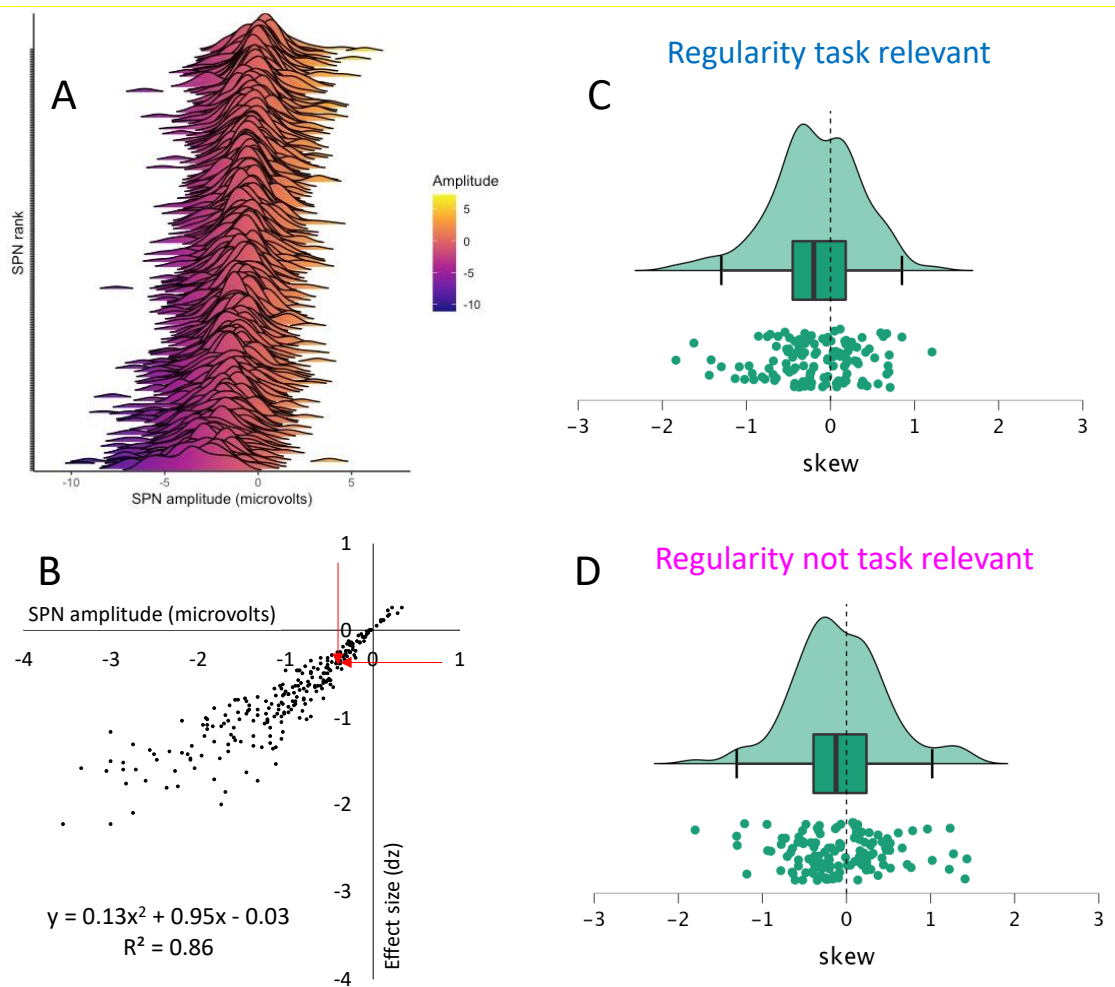 A
SPN rank
Amplitude
5
0
-5
-10
-10
-5
0
5
SPN amplitude (microvolts)
Regularity task relevant
C
-3
-2
-1
0
1
2
3
skew
B
SPN amplitude (microvolts)
1
0
-4
-3
-2
-1
0
1
-1
-2
-3
-4
Effect size (dz)
y = 0.13x² + 0.95x - 0.03
R² = 0.86
Regularity not task relevant
D
-3
-2
-1
0
1
2
3
skew